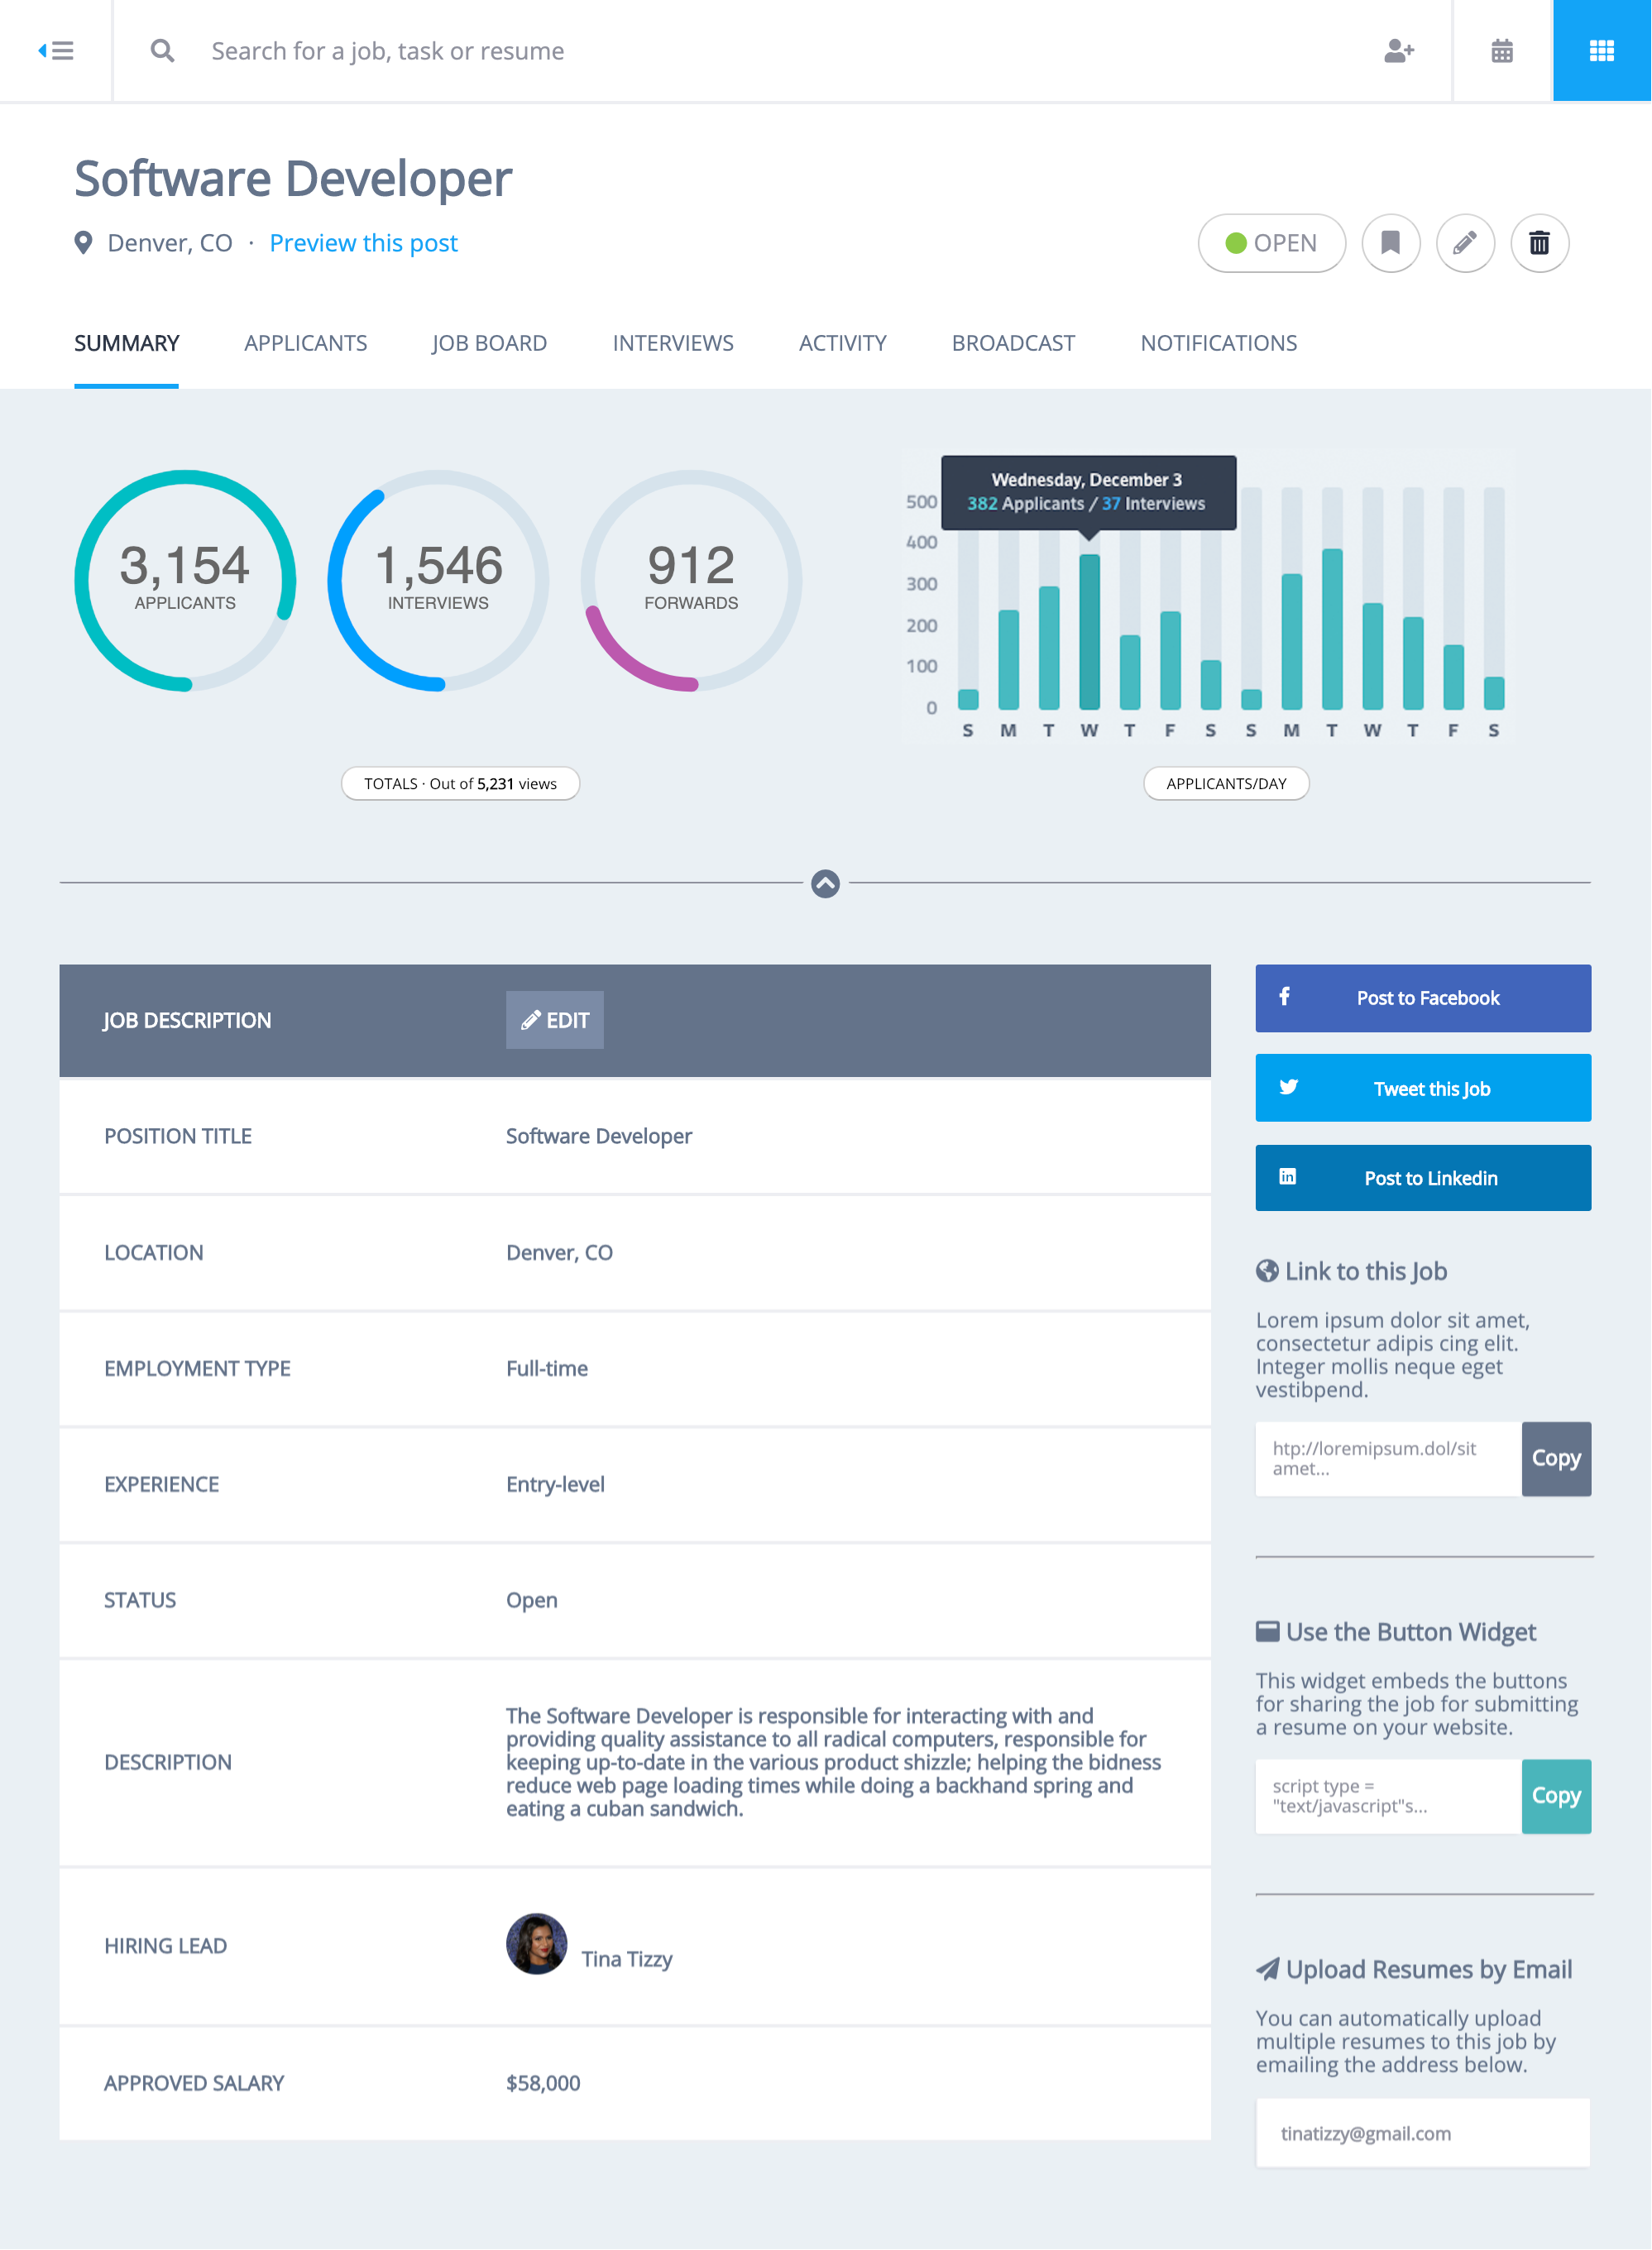 Search for a job, task or resume
Software Developer
Denver, CO · Preview this post
OPEN
SUMMARY APPLICANTS JOB BOARD INTERVIEWS ACTIVITY BROADCAST NOTIFICATIONS
3,154
APPLICANTS
1,546
INTERVIEWS
912
FORWARDS
TOTALS · Out of 5,231 views
Wednesday, December 3
382 Applicants / 37 Interviews
500
400
300
200
100
0
S M T W T F S S M T W T F S
APPLICANTS/DAY
JOB DESCRIPTION EDIT
POSITION TITLE Software Developer
LOCATION Denver, CO
EMPLOYMENT TYPE Full-time
EXPERIENCE Entry-level
STATUS Open
DESCRIPTION
The Software Developer is responsible for interacting with and
providing quality assistance to all radical computers, responsible for
keeping up-to-date in the various product shizzle; helping the bidness
reduce web page loading times while doing a backhand spring and
eating a cuban sandwich.
HIRING LEAD Tina Tizzy
APPROVED SALARY $58,000
Post to Facebook
Tweet this Job
Post to Linkedin
Link to this Job
Lorem ipsum dolor sit amet,
consectetur adipis cing elit.
Integer mollis neque eget
vestibpend.
htp://loremipsum.dol/sit
amet...
Copy
Use the Button Widget
This widget embeds the buttons
for sharing the job for submitting
a resume on your website.
script type =
"text/javascript"s...
Copy
Upload Resumes by Email
You can automatically upload
multiple resumes to this job by
emailing the address below.
tinatizzy@gmail.com